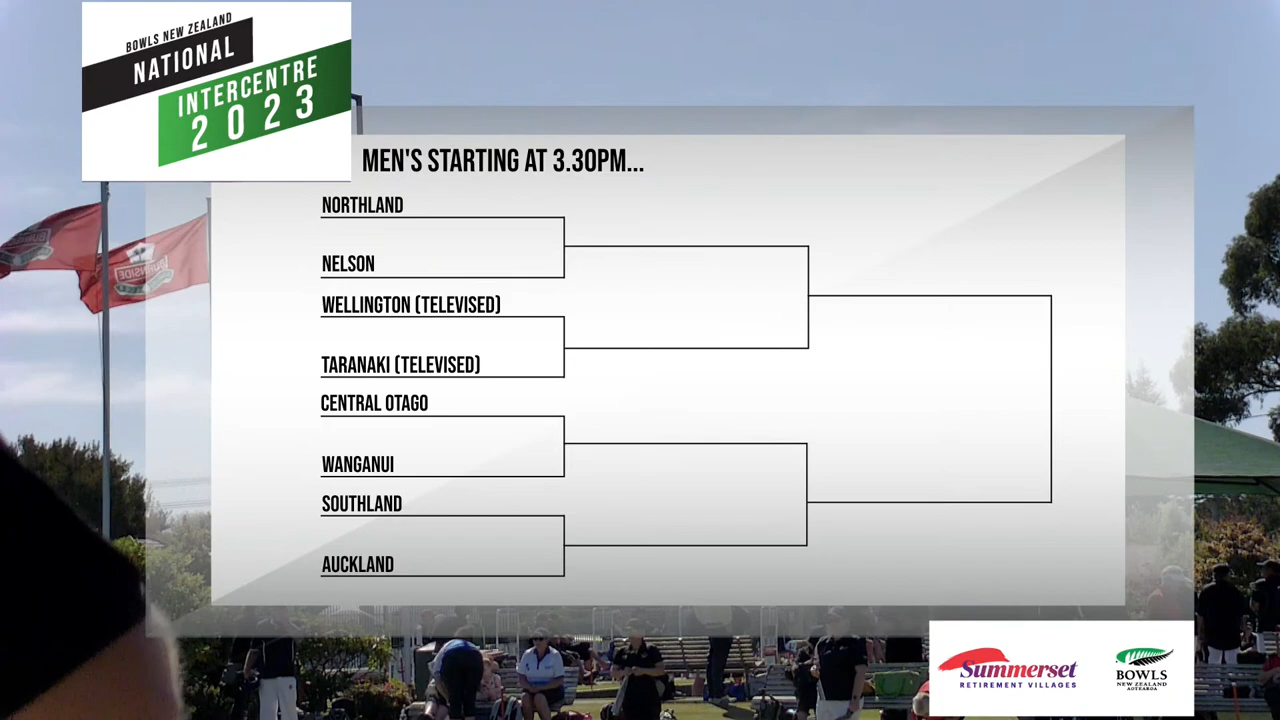 BOWLS NEW ZEALAND
NATIONAL
INTERCENTRE
2023
MEN'S STARTING AT 3.30PM...
NORTHLAND
NELSON
WELLINGTON (TELEVISED)
TARANAKI (TELEVISED)
CENTRAL OTAGO
WANGANUI
SOUTHLAND
AUCKLAND
Summerset
RETIREMENT VILLAGES
BOWLS
NEW ZEALAND
AOTEAROA